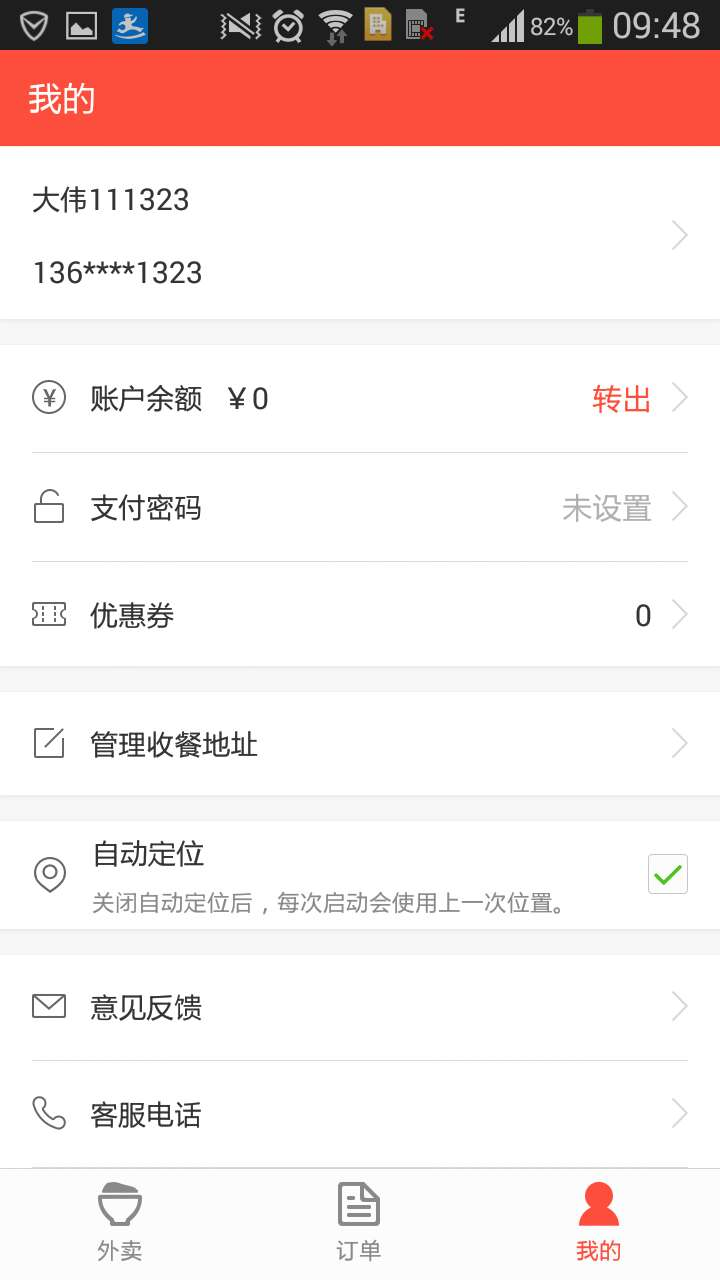 E 82% 09:48
我的
大伟111323
136****1323
账户余额 ￥0 转出
支付密码 未设置
优惠券 0
管理收餐地址
自动定位
关闭自动定位后，每次启动会使用上一次位置。
意见反馈
客服电话
外卖 订单 我的